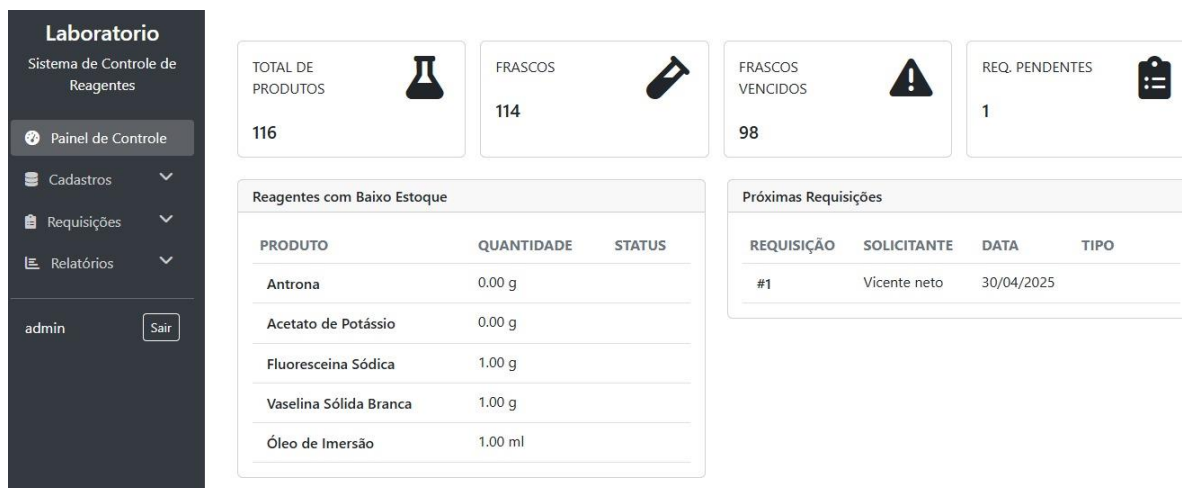 Laboratorio
Sistema de Controle de
Reagentes
Painel de Controle
Cadastros
Requisições
Relatórios
admin
Sair
TOTAL DE
PRODUTOS
116
FRASCOS
114
FRASCOS
VENCIDOS
98
REQ. PENDENTES
1
Reagentes com Baixo Estoque
PRODUTO QUANTIDADE STATUS
Antrona 0.00 g
Acetato de Potássio 0.00 g
Fluoresceina Sódica 1.00 g
Vaselina Sólida Branca 1.00 g
Óleo de Imersão 1.00 ml
Próximas Requisições
REQUISIÇÃO SOLICITANTE DATA TIPO
#1 Vicente neto 30/04/2025